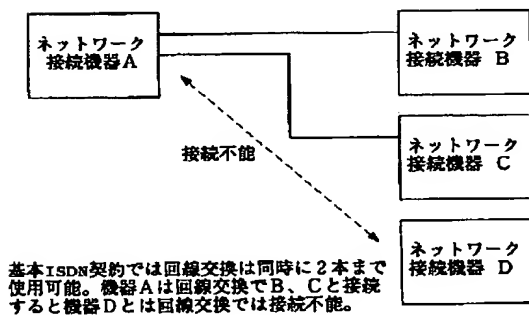 ネットワーク
接続機器A
ネットワーク
接続機器 B
接続不能
ネットワーク
接続機器 C
ネットワーク
接続機器 D
基本ISDN契約では回線交換は同時に2本まで
使用可能。機器Aは回線交換でB、Cと接続
すると機器Dとは回線交換では接続不能。